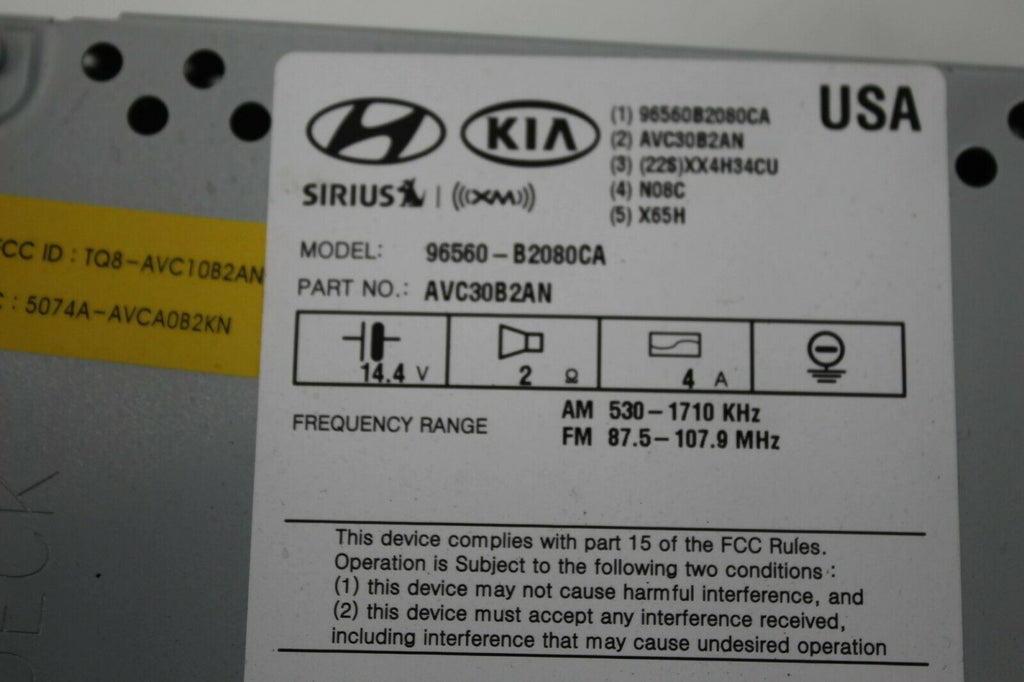 USA
KIA
(1) 96560B2080CA
(2) AVC30B2AN
(3) (22S)XX4H34CU
(4) N08C
(5) X65H
SIRIUS | ((XM))
MODEL: 96560-B2080CA
PART NO.: AVC30B2AN
14.4 V 2 Ω 4 A
FREQUENCY RANGE
AM 530-1710 KHz
FM 87.5-107.9 MHz
This device complies with part 15 of the FCC Rules.
Operation is Subject to the following two conditions :
(1) this device may not cause harmful interference, and
(2) this device must accept any interference received,
including interference that may cause undesired operation
FCC ID : TQ8-AVC10B2AN
C : 5074A-AVCA0B2KN
DECK